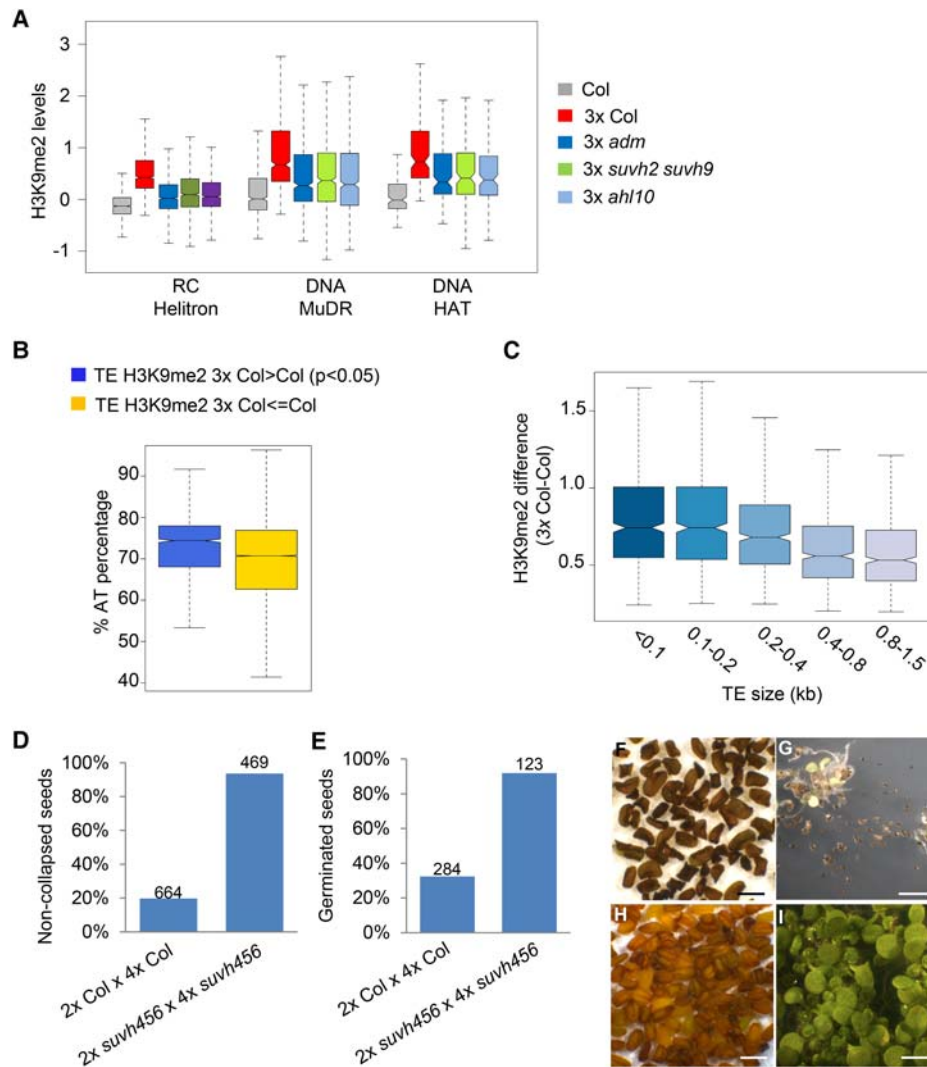 A
H3K9me2 levels
3
2
1
0
-1
RC
Helitron
DNA
MuDR
DNA
HAT
Col
3x Col
3x adm
3x suvh2 suvh9
3x ahl10
B
TE H3K9me2 3x Col>Col (p<0.05)
TE H3K9me2 3x Col<=Col
% AT percentage
90
80
70
60
50
40
C
H3K9me2 difference
(3x Col-Col)
1.5
1.0
0.5
<0.1
0.1-0.2
0.2-0.4
0.4-0.8
0.8-1.5
TE size (kb)
D
Non-collapsed seeds
100%
80%
60%
40%
20%
0%
664
469
2x Col x 4x Col
2x suvh456 x 4x suvh456
E
Germinated seeds
100%
80%
60%
40%
20%
0%
284
123
2x Col x 4x Col
2x suvh456 x 4x suvh456
F
G
H
I